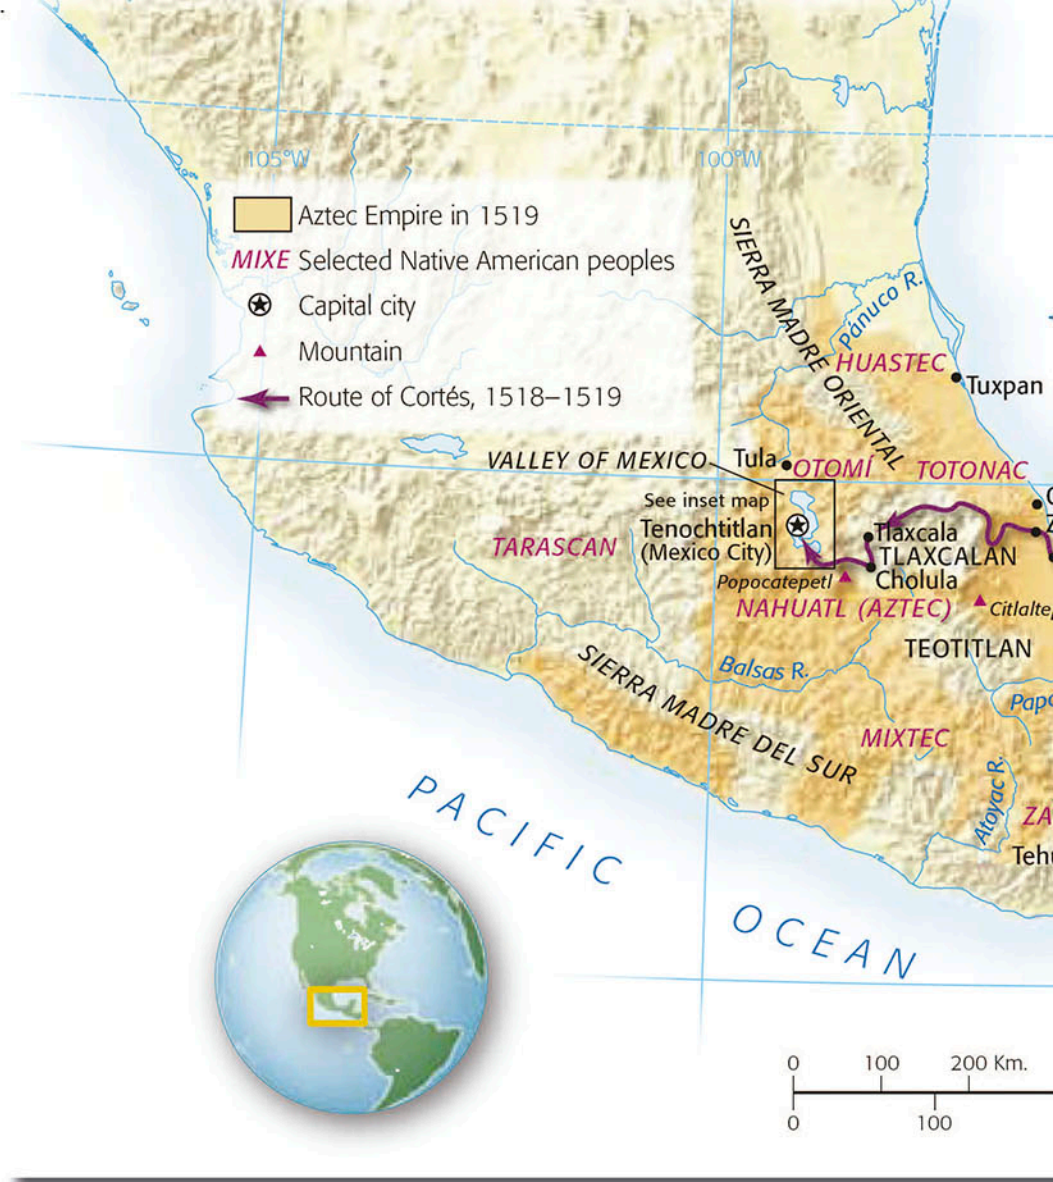 105°W
100°W
Aztec Empire in 1519
MIXE Selected Native American peoples
Capital city
Mountain
Route of Cortés, 1518–1519
SIERRA MADRE ORIENTAL
Pánuco R.
HUASTEC
Tuxpan
VALLEY OF MEXICO
Tula
OTOMÍ
TOTONAC
See inset map
Tenochtitlan
(Mexico City)
TARASCAN
Tlaxcala
TLAXCALAN
Cholula
Popocatepetl
NAHUATL (AZTEC)
TEOTITLAN
Balsas R.
SIERRA MADRE DEL SUR
MIXTEC
Atoyac R.
PACIFIC
OCEAN
0 100 200 Km.
0 100